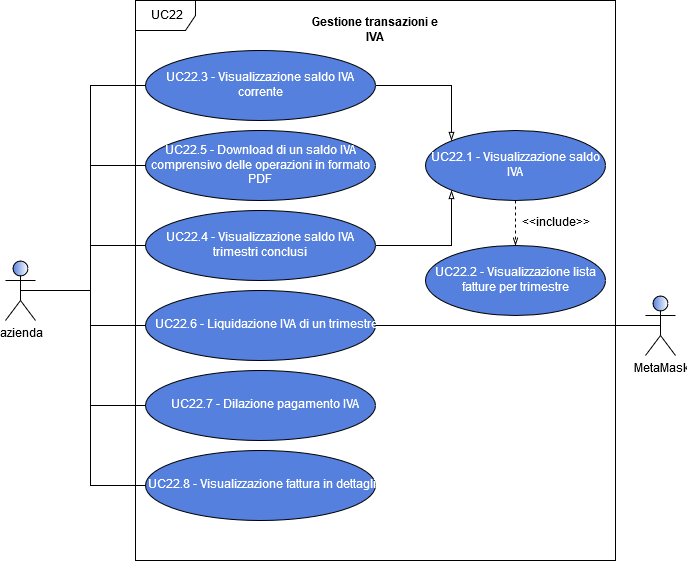 UC22
Gestione transazioni e
IVA
UC22.3 - Visualizzazione saldo IVA
corrente
UC22.5 - Download di un saldo IVA
comprensivo delle operazioni in formato
PDF
UC22.1 - Visualizzazione saldo
IVA
<<include>>
UC22.4 - Visualizzazione saldo IVA
trimestri conclusi
UC22.2 - Visualizzazione lista
fatture per trimestre
azienda
UC22.6 - Liquidazione IVA di un trimestre
MetaMask
UC22.7 - Dilazione pagamento IVA
UC22.8 - Visualizzazione fattura in dettagli